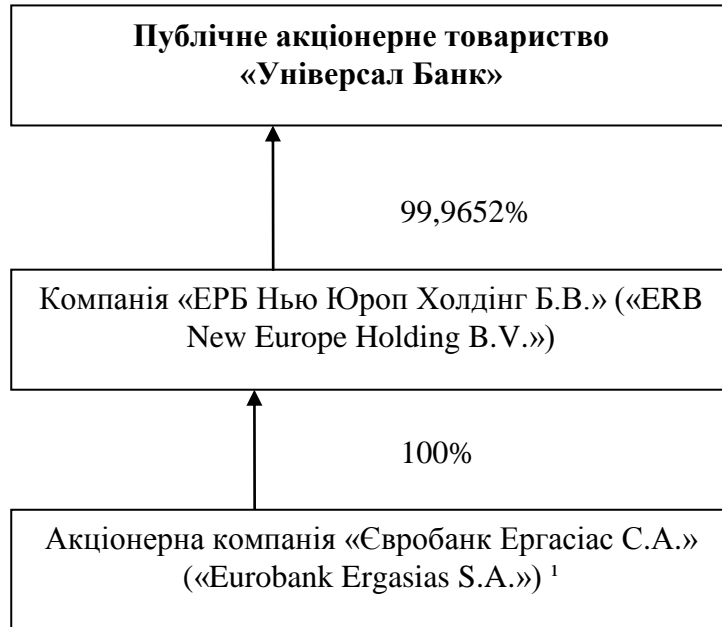 Публічне акціонерне товариство
«Універсал Банк»
99,9652%
Компанія «ЕРБ Нью Юроп Холдінг Б.В.» («ERB
New Europe Holding B.V.»)
100%
Акціонерна компанія «Євробанк Ергасіас С.А.»
(«Eurobank Ergasias S.A.») ¹